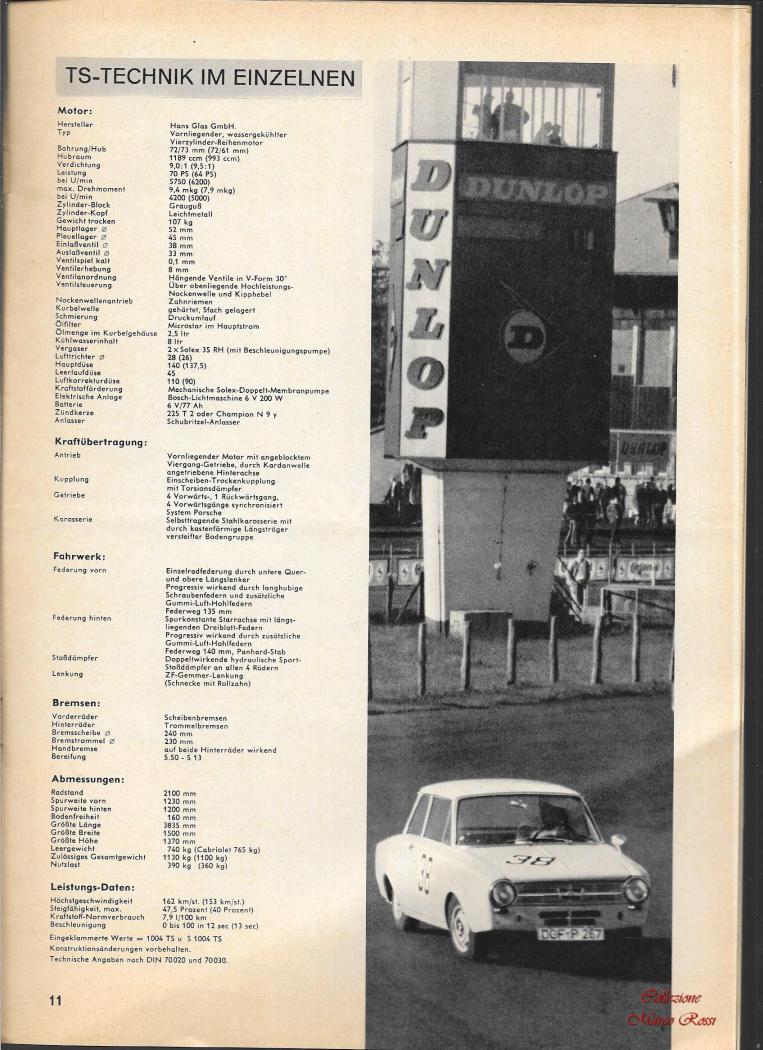 TS-TECHNIK IM EINZELNEN
Motor:
Hersteller Hans Glas GmbH.
Typ Vornliegender, wassergekühlter
Vierzylinder-Reihenmotor
Bohrung/Hub 72/73 mm (72/61 mm)
Hubraum 1189 ccm (993 ccm)
Verdichtung 9,0:1 (9,5:1)
Leistung 70 PS (64 PS)
bei U/min 5750 (6200)
max. Drehmoment 9,4 mkg (7,9 mkg)
bei U/min 4200 (5000)
Zylinder-Block Grauguß
Zylinder-Kopf Leichtmetall
Gewicht trocken 107 kg
Hauptlager ⌀ 52 mm
Pleuellager ⌀ 45 mm
Einlaßventil ⌀ 38 mm
Auslaßventil ⌀ 33 mm
Ventilspiel kalt 0,1 mm
Ventilerhebung 8 mm
Ventilanordnung Hängende Ventile in V-Form 30°
Ventilsteuerung Über obenliegende Hochleistungs-
Nockenwelle und Kipphebel
Nockenwellenantrieb Zahnriemen
Kurbelwelle gehärtet, 5fach gelagert
Schmierung Druckumlauf
Ölfilter Microstar im Hauptstrom
Ölmenge im Kurbelgehäuse 2,5 ltr
Kühlwasserinhalt 8 ltr
Vergaser 2 x Solex 35 RH (mit Beschleunigungspumpe)
Lufttrichter ⌀ 28 (26)
Hauptdüse 140 (137,5)
Leerlaufdüse 45
Luftkorrekturdüse 110 (90)
Kraftstofförderung Mechanische Solex-Doppelt-Membranpumpe
Elektrische Anlage Bosch-Lichtmaschine 6 V 200 W
Batterie 6 V/77 Ah
Zündkerze 225 T 2 oder Champion N 9 y
Anlasser Schubritzel-Anlasser
Kraftübertragung:
Antrieb Vornliegender Motor mit angeblocktem
Viergang-Getriebe, durch Kardanwelle
angetriebene Hinterachse
Kupplung Einscheiben-Trockenkupplung
mit Torsionsdämpfer
Getriebe 4 Vorwärts-, 1 Rückwärtsgang,
4 Vorwärtsgänge synchronisiert
System Porsche
Karosserie Selbsttragende Stahlkarosserie mit
durch kastenförmige Längsträger
versteifter Bodengruppe
Fahrwerk:
Federung vorn Einzelradfederung durch untere Quer-
und obere Längslenker
Progressiv wirkend durch langhubige
Schraubenfedern und zusätzliche
Gummi-Luft-Hohlfedern
Federweg 135 mm
Federung hinten Spurkonstante Starrachse mit längs-
liegenden Dreiblatt-Federn
Progressiv wirkend durch zusätzliche
Gummi-Luft-Hohlfedern
Federweg 140 mm, Panhard-Stab
Stoßdämpfer Doppeltwirkende hydraulische Sport-
Stoßdämpfer an allen 4 Rädern
Lenkung ZF-Gemmer-Lenkung
(Schnecke mit Rollzahn)
Bremsen:
Vorderräder Scheibenbremsen
Hinterräder Trommelbremsen
Bremsscheibe ⌀ 240 mm
Bremstrommel ⌀ 230 mm
Handbremse auf beide Hinterräder wirkend
Bereifung 5.50 - S 13
Abmessungen:
Radstand 2100 mm
Spurweite vorn 1230 mm
Spurweite hinten 1200 mm
Bodenfreiheit 160 mm
Größte Länge 3835 mm
Größte Breite 1500 mm
Größte Höhe 1370 mm
Leergewicht 740 kg (Cabriolet 765 kg)
Zulässiges Gesamtgewicht 1130 kg (1100 kg)
Nutzlast 390 kg (360 kg)
Leistungs-Daten:
Höchstgeschwindigkeit 162 km/st. (153 km/st.)
Steigfähigkeit, max. 47,5 Prozent (40 Prozent)
Kraftstoff-Normverbrauch 7,9 l/100 km
Beschleunigung 0 bis 100 in 12 sec (13 sec)
Eingeklammerte Werte = 1004 TS u S 1004 TS
Konstruktionsänderungen vorbehalten.
Technische Angaben nach DIN 70020 und 70030.
11
DUNLOP
DUNLOP
D
DUNLOP
38
38
DGF-P 267
Collezione
Marco Rossi